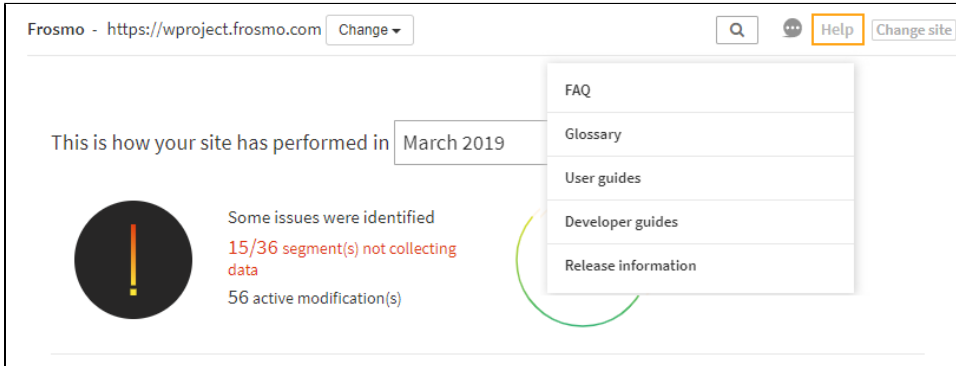 Frosmo - https://wproject.frosmo.com Change Help Change site
FAQ
Glossary
User guides
Developer guides
Release information
This is how your site has performed in March 2019
Some issues were identified
15/36 segment(s) not collecting
data
56 active modification(s)